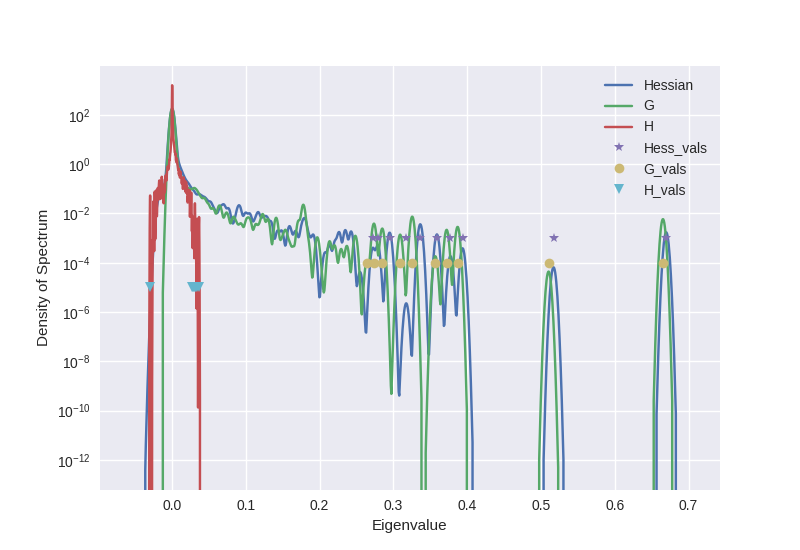 Hessian
G
H
Hess_vals
G_vals
H_vals
Density of Spectrum
10^2
10^0
10^−2
10^−4
10^−6
10^−8
10^−10
10^−12
0.0 0.1 0.2 0.3 0.4 0.5 0.6 0.7
Eigenvalue